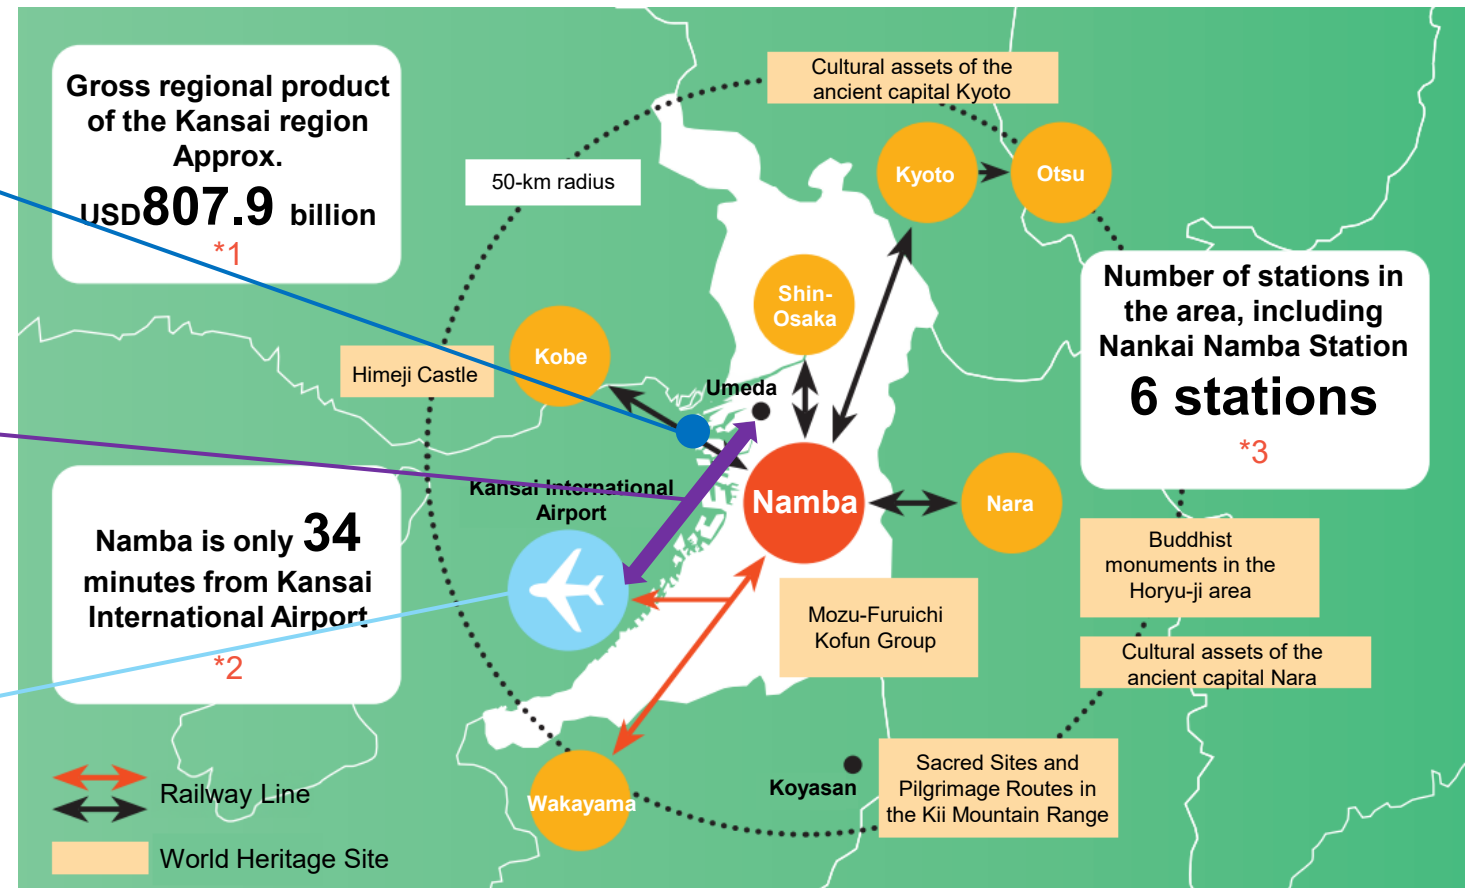 Gross regional product
of the Kansai region
Approx.
USD807.9 billion
*1
Cultural assets of the
ancient capital Kyoto
50-km radius
Kyoto
Otsu
Shin-
Osaka
Number of stations in
the area, including
Nankai Namba Station
6 stations
*3
Kobe
Himeji Castle
Umeda
Kansai International
Airport
Namba
Nara
Namba is only 34
minutes from Kansai
International Airport
*2
Buddhist
monuments in the
Horyu-ji area
Mozu-Furuichi
Kofun Group
Cultural assets of the
ancient capital Nara
Wakayama
Koyasan
Sacred Sites and
Pilgrimage Routes in
the Kii Mountain Range
Railway Line
World Heritage Site